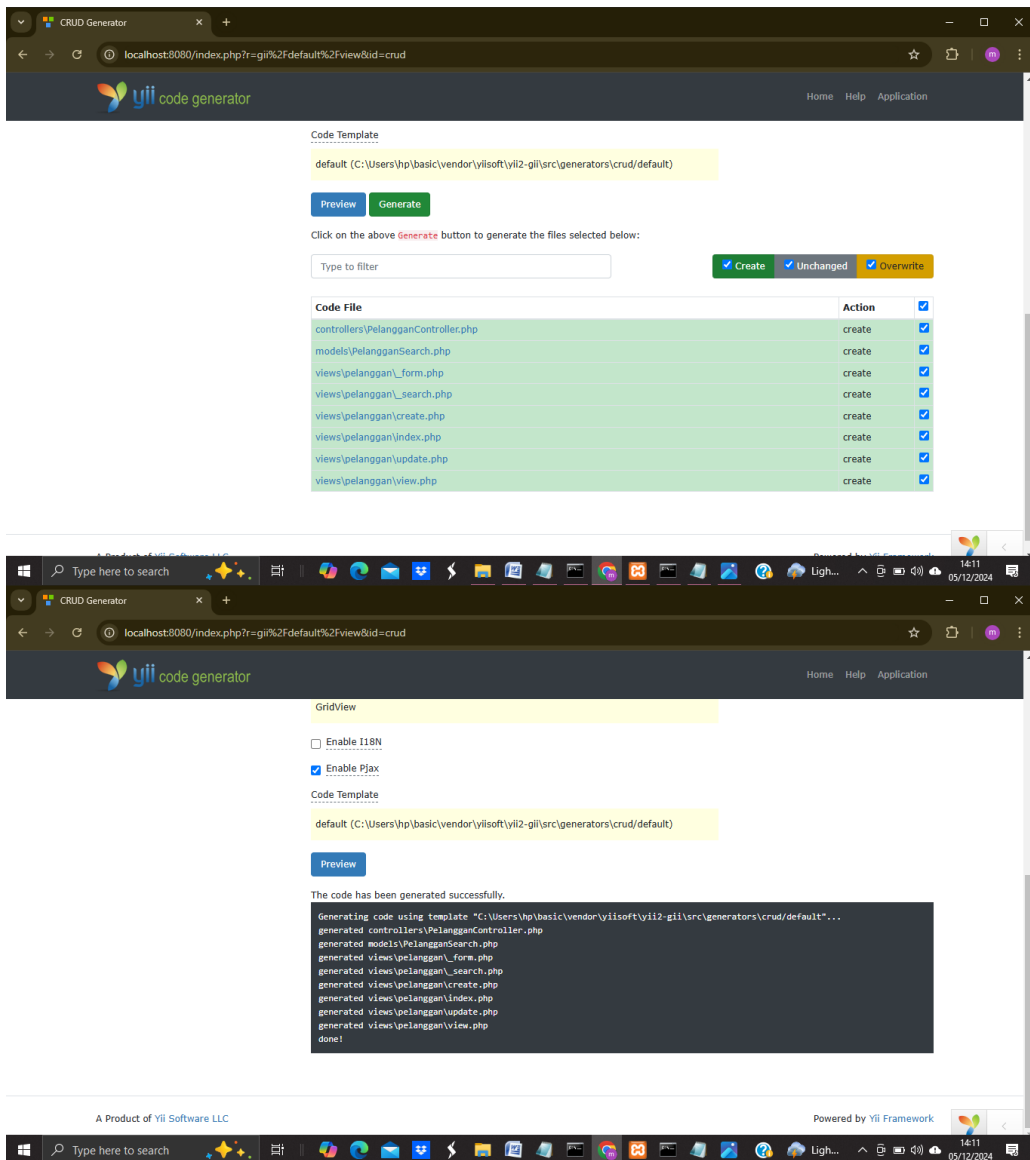 CRUD Generator
localhost:8080/index.php?r=gii%2Fdefault%2Fview&id=crud
m
yii code generator
Home Help Application
Code Template
default (C:\Users\hp\basic\vendor\yiisoft\yii2-gii\src\generators\crud/default)
Preview Generate
Click on the above Generate button to generate the files selected below:
Type to filter
Create Unchanged Overwrite
Code File Action
controllers\PelangganController.php create
models\PelangganSearch.php create
views\pelanggan\_form.php create
views\pelanggan\_search.php create
views\pelanggan\create.php create
views\pelanggan\index.php create
views\pelanggan\update.php create
views\pelanggan\view.php create
A Product of Yii Software LLC Powered by Yii Framework
Type here to search Ligh... 14:11
05/12/2024
CRUD Generator
localhost:8080/index.php?r=gii%2Fdefault%2Fview&id=crud
m
yii code generator
Home Help Application
GridView
Enable I18N
Enable Pjax
Code Template
default (C:\Users\hp\basic\vendor\yiisoft\yii2-gii\src\generators\crud/default)
Preview
The code has been generated successfully.
Generating code using template "C:\Users\hp\basic\vendor\yiisoft\yii2-gii\src\generators\crud/default"...
generated controllers\PelangganController.php
generated models\PelangganSearch.php
generated views\pelanggan\_form.php
generated views\pelanggan\_search.php
generated views\pelanggan\create.php
generated views\pelanggan\index.php
generated views\pelanggan\update.php
generated views\pelanggan\view.php
done!
A Product of Yii Software LLC Powered by Yii Framework
Type here to search Ligh... 14:11
05/12/2024